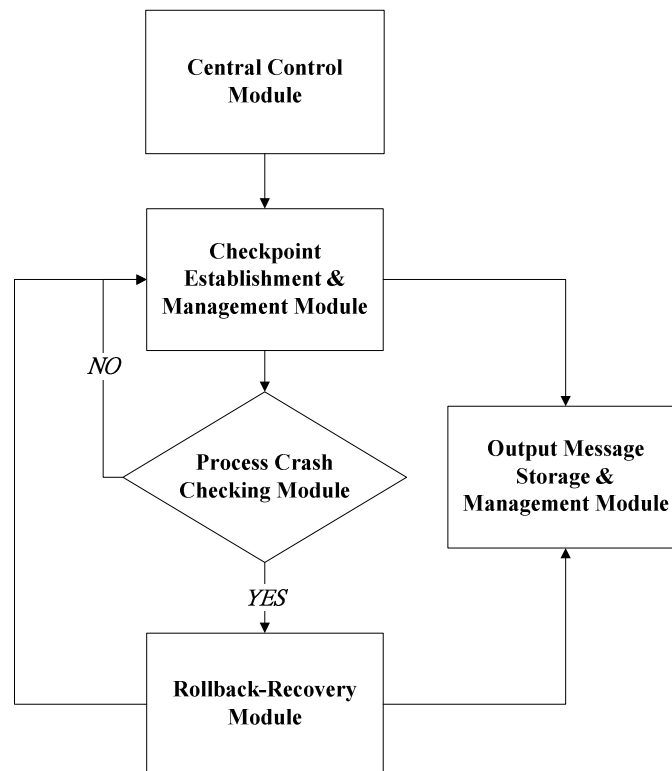 Central Control
Module
Checkpoint
Establishment &
Management Module
NO
Process Crash
Checking Module
Output Message
Storage &
Management Module
YES
Rollback-Recovery
Module